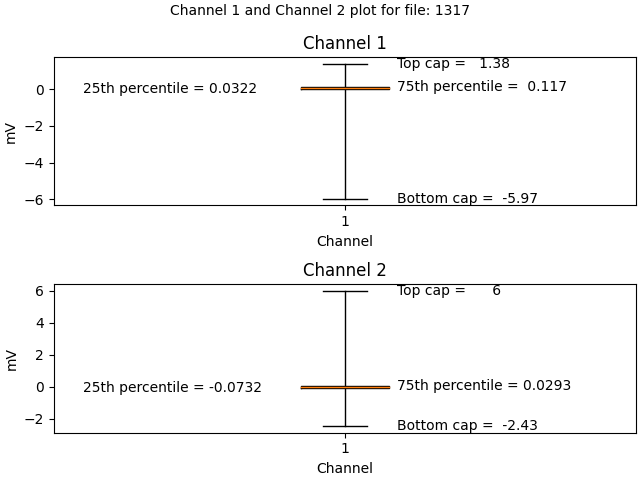 Channel 1 and Channel 2 plot for file: 1317
Channel 1
Top cap =   1.38
25th percentile = 0.0322
75th percentile =  0.117
Bottom cap =  -5.97
mV
0
−2
−4
−6
1
Channel
Channel 2
Top cap =      6
25th percentile = -0.0732
75th percentile = 0.0293
Bottom cap =  -2.43
mV
6
4
2
0
−2
1
Channel